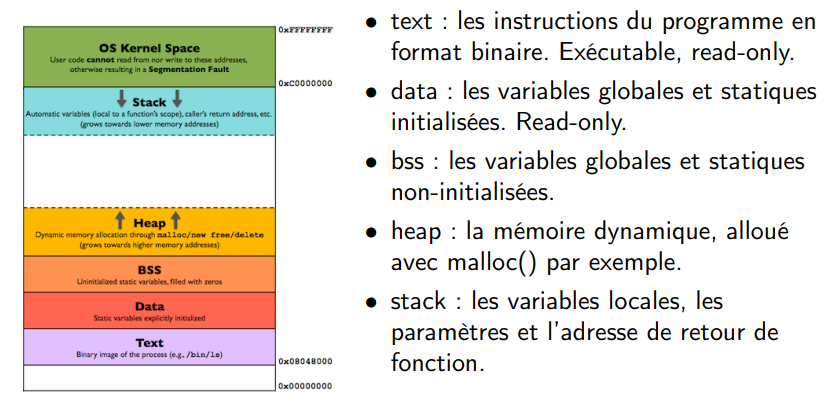 0xFFFFFFFF
OS Kernel Space
User code cannot read from nor write to these addresses,
otherwise resulting in a Segmentation Fault
0xC0000000
Stack
Automatic variables (local to a function's scope), caller's return address, etc.
(grows towards lower memory addresses)
Heap
Dynamic memory allocation through malloc/new free/delete
(grows towards higher memory addresses)
BSS
Uninitialized static variables, filled with zeros
Data
Static variables explicitly initialized
Text
Binary image of the process (e.g., /bin/ls)
0x08048000
0x00000000
• text : les instructions du programme en
format binaire. Exécutable, read-only.
• data : les variables globales et statiques
initialisées. Read-only.
• bss : les variables globales et statiques
non-initialisées.
• heap : la mémoire dynamique, alloué
avec malloc() par exemple.
• stack : les variables locales, les
paramètres et l'adresse de retour de
fonction.